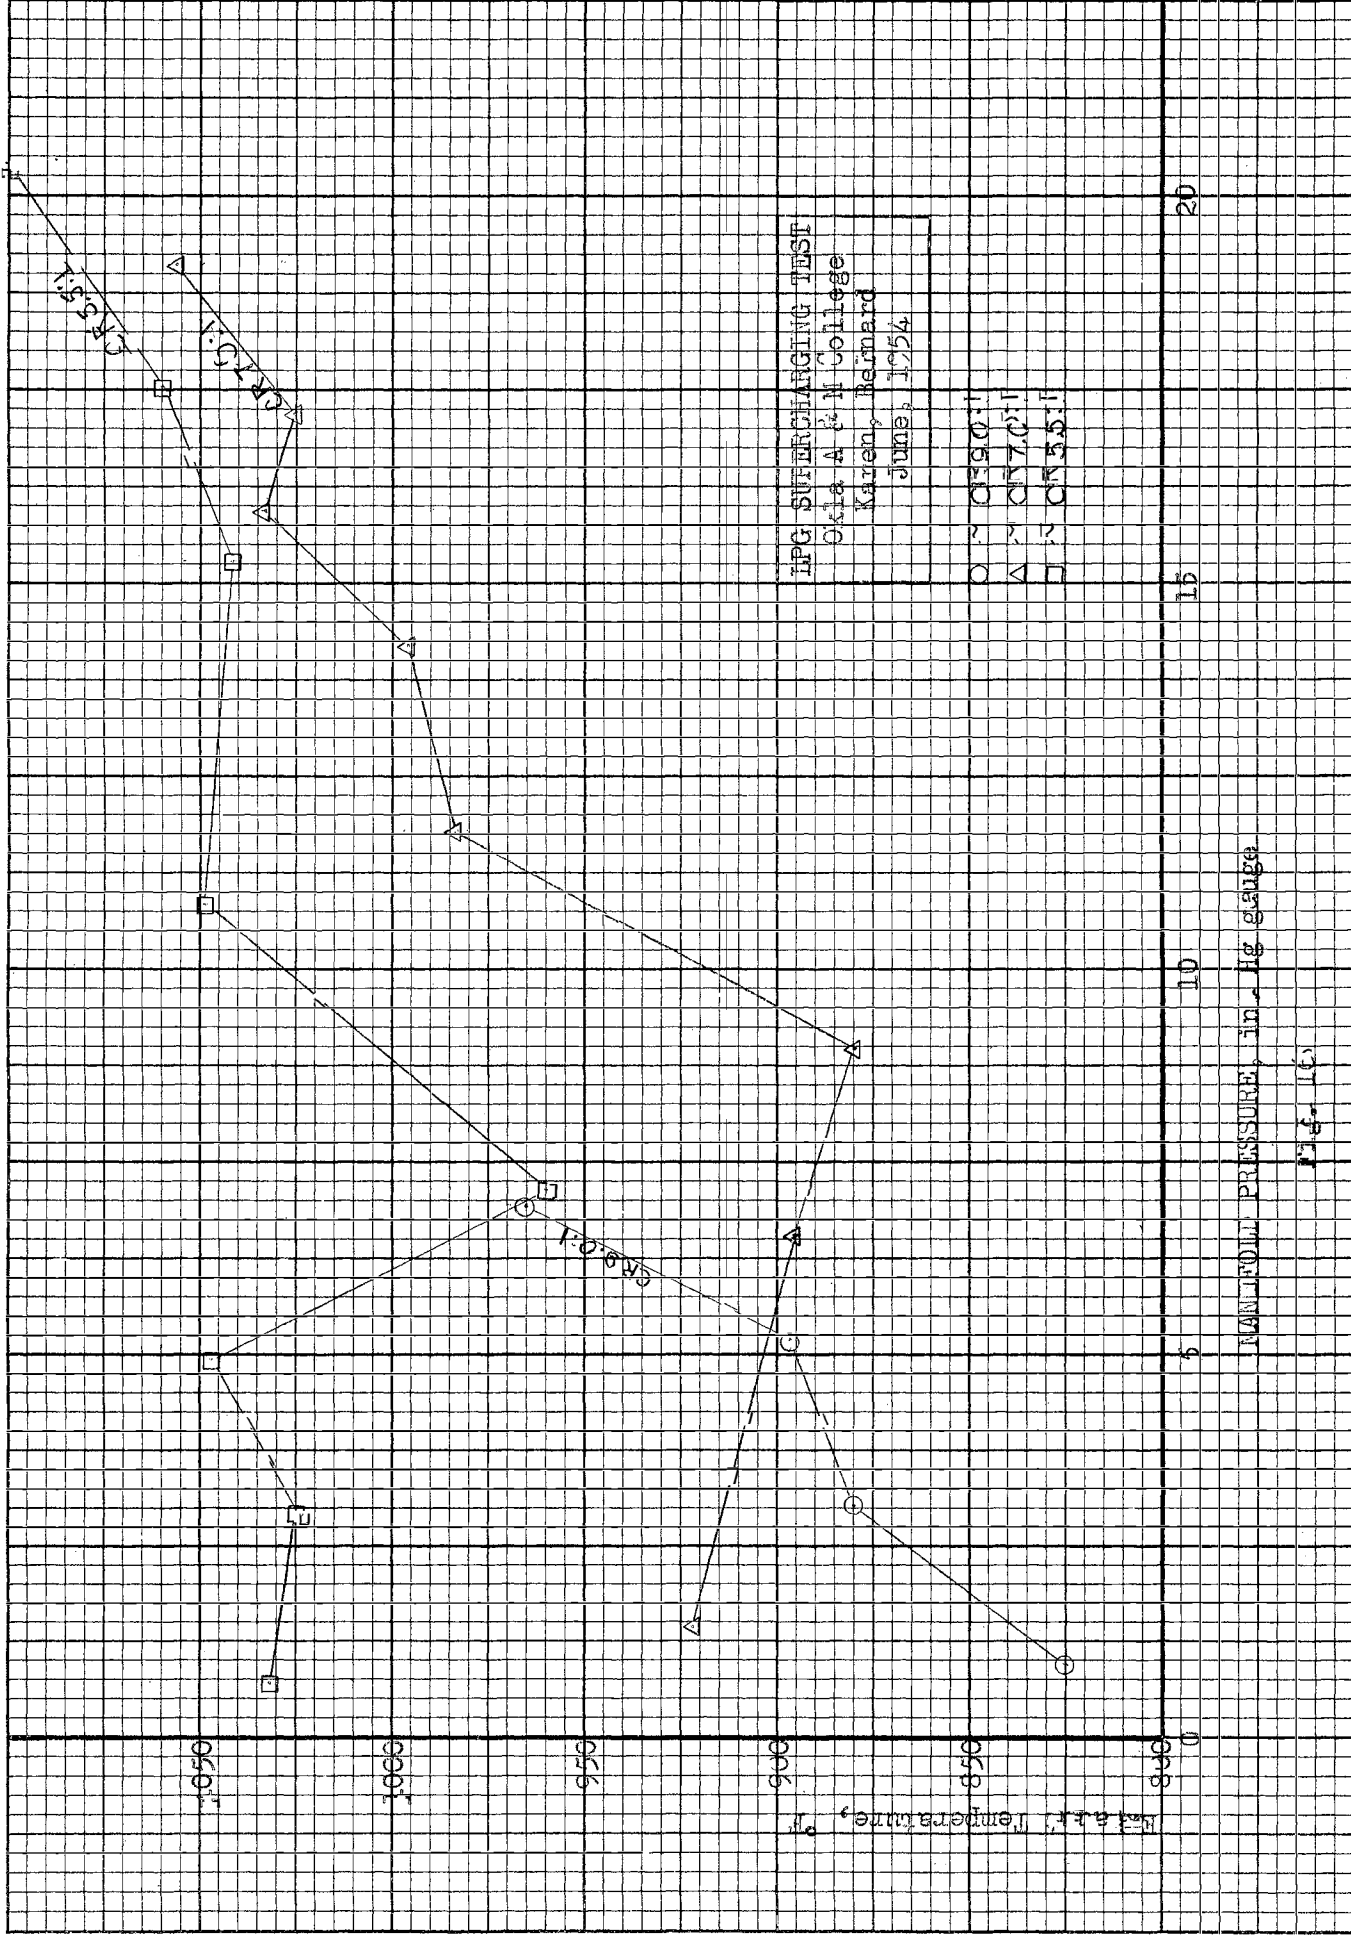 CR 5.5:1
CR 7.0:1
LPG SUPERCHARGING TEST
Okla A & M College
Karen, Bernard
June, 1954
○ ~ CR 9.0:1
△ ~ CR 7.0:1
□ ~ CR 5.5:1
CR 9.0:1
1050
1000
950
900
850
800
Temperature, °F
0
5
10
15
20
MANIFOLD PRESSURE, in. Hg gauge
Fig.